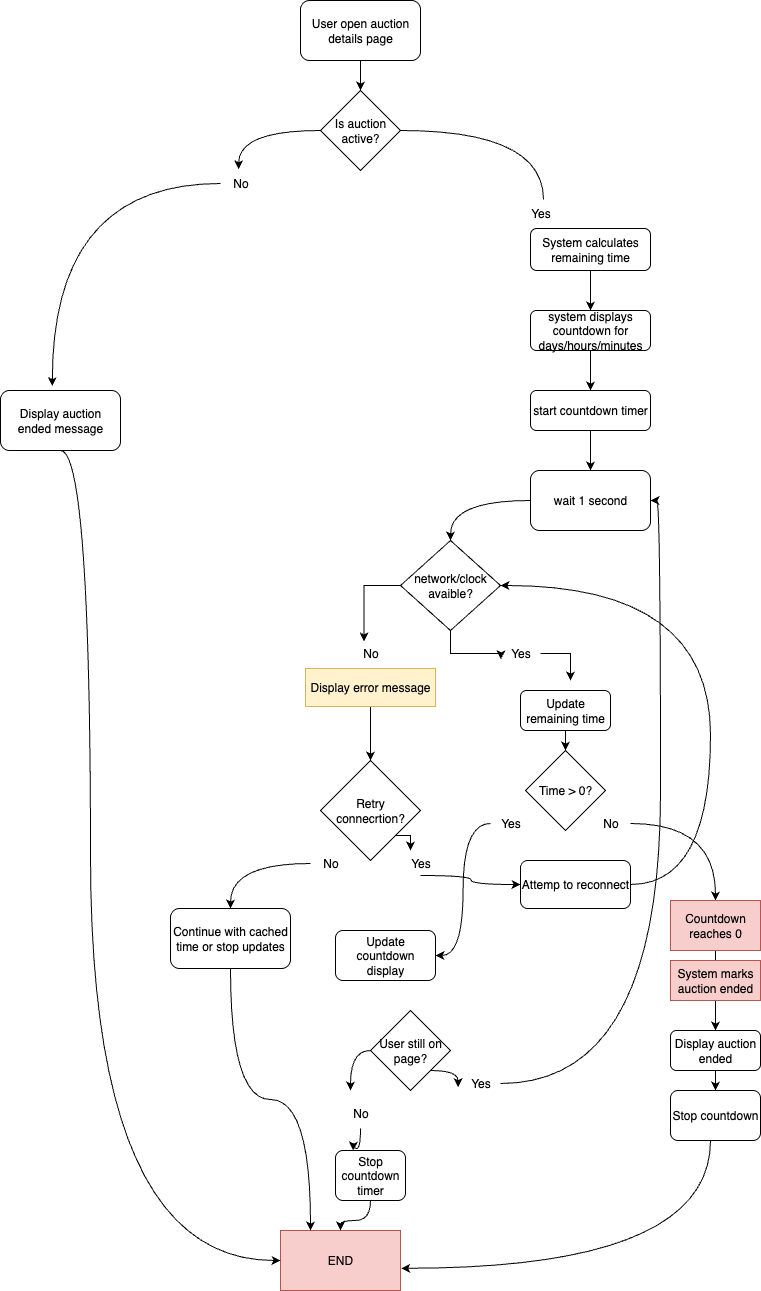 User open auction
details page
Is auction
active?
No
Yes
System calculates
remaining time
system displays
countdown for
days/hours/minutes
Display auction
ended message
start countdown timer
wait 1 second
network/clock
avaible?
No
Yes
Display error message
Update
remaining time
Time > 0?
Retry
connecrtion?
Yes
No
No
Yes
Attemp to reconnect
Continue with cached
time or stop updates
Update
countdown
display
Countdown
reaches 0
System marks
auction ended
User still on
page?
Display auction
ended
Yes
No
Stop countdown
Stop
countdown
timer
END